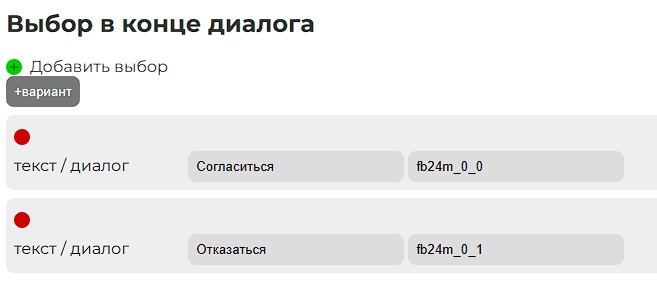 Выбор в конце диалога
Добавить выбор
+вариант
текст / диалог Согласиться fb24m_0_0
текст / диалог Отказаться fb24m_0_1